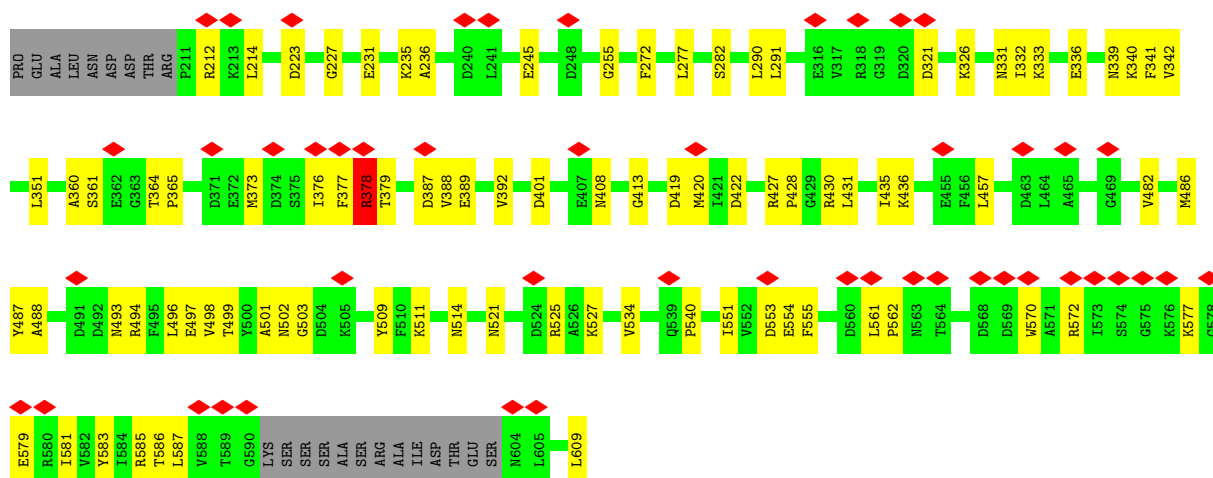 PRO GLU ALA LEU ASN ASP ASP THR ARG P211 R212 K213 L214 D223 G227 E231 K235 A236 D240 L241 E245 D248 G255 F272 L277 S282 L290 L291 E316 V317 R318 G319 D320 D321 K326 N331 I332 K333 E336 N339 K340 F341 V342
L351 A360 S361 E362 G363 T364 P365 D371 E372 M373 D374 S375 I376 F377 R378 T379 D387 V388 E389 V392 D401 E407 N408 G413 D419 M420 I421 D422 R427 P428 G429 R430 L431 I435 K436 E455 F456 L457 D463 L464 A465 G469 V482 M486
Y487 A488 D491 D492 N493 R494 F495 L496 E497 V498 T499 Y500 A501 N502 G503 D504 K505 Y509 F510 K511 N514 N521 D524 R525 A526 K527 V534 Q539 P540 I551 V552 D553 E554 F555 D560 L561 P562 N563 T564 D568 D569 W570 A571 R572 I573 S574 G575 K576 K577 G578
E579 R580 I581 V582 Y583 I584 R585 T586 L587 V588 T589 G590 LYS SER SER SER ALA SER ARG ALA ILE ASP THR GLU SER N604 L605 L609